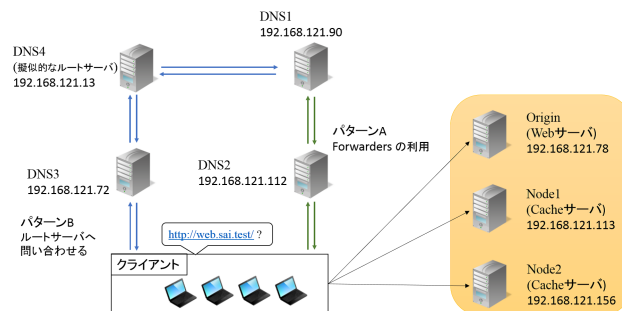 DNS1
192.168.121.90
DNS4
(擬似的なルートサーバ)
192.168.121.13
パターンA
Forwarders の利用
DNS3
192.168.121.72
DNS2
192.168.121.112
パターンB
ルートサーバへ
問い合わせる
http://web.sai.test/ ?
クライアント
Origin
(Webサーバ)
192.168.121.78
Node1
(Cacheサーバ)
192.168.121.113
Node2
(Cacheサーバ)
192.168.121.156